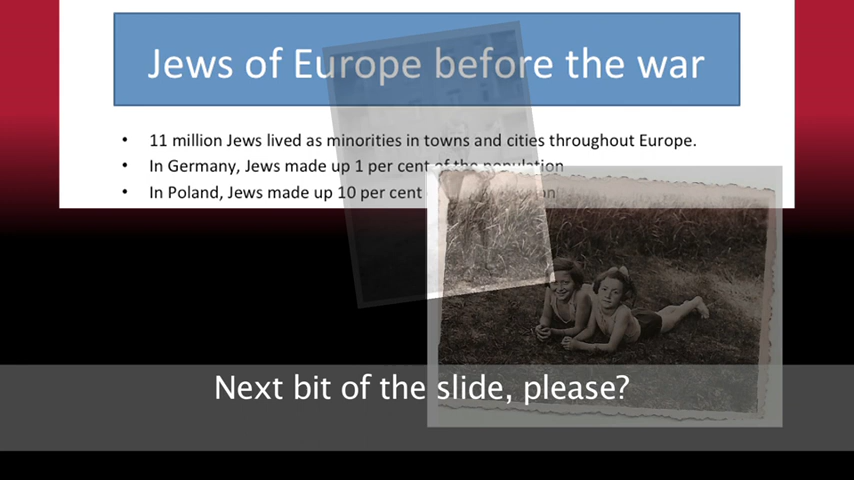 Jews of Europe before the war
• 11 million Jews lived as minorities in towns and cities throughout Europe.
• In Germany, Jews made up 1 per cent of the population
• In Poland, Jews made up 10 per cent
Next bit of the slide, please?